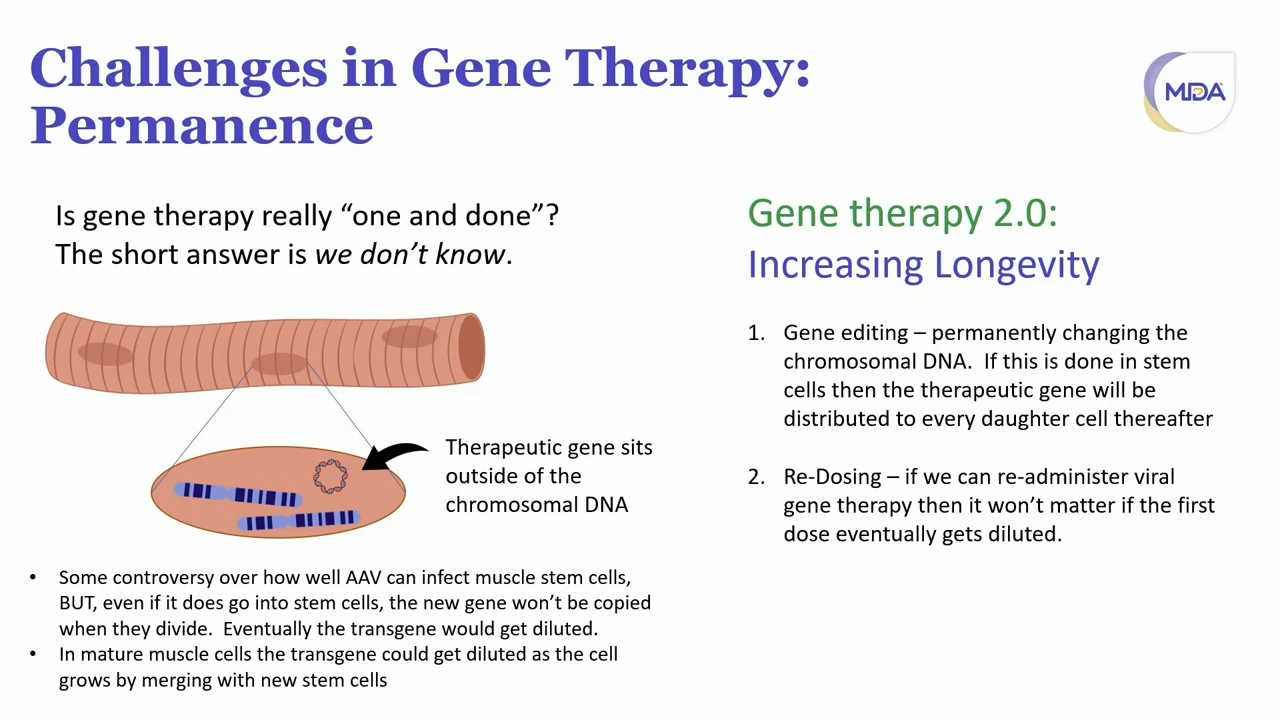 Challenges in Gene Therapy:
Permanence
MDA
Is gene therapy really “one and done”?
The short answer is we don’t know.
Therapeutic gene sits
outside of the
chromosomal DNA
• Some controversy over how well AAV can infect muscle stem cells,
BUT, even if it does go into stem cells, the new gene won’t be copied
when they divide.  Eventually the transgene would get diluted.
• In mature muscle cells the transgene could get diluted as the cell
grows by merging with new stem cells
Gene therapy 2.0:
Increasing Longevity
1. Gene editing – permanently changing the
chromosomal DNA.  If this is done in stem
cells then the therapeutic gene will be
distributed to every daughter cell thereafter
2. Re-Dosing – if we can re-administer viral
gene therapy then it won’t matter if the first
dose eventually gets diluted.